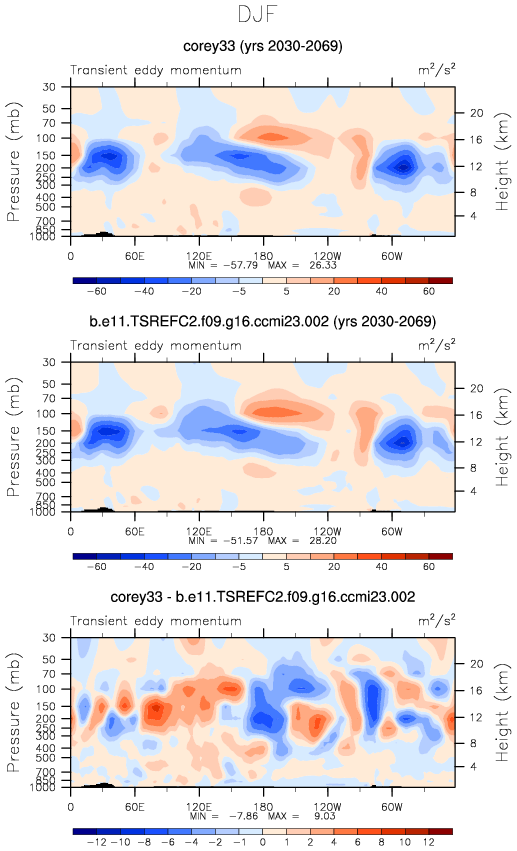 DJF
corey33 (yrs 2030-2069)
Transient eddy momentum m²/s²
Pressure (mb)
30
50
70
100
150
200
250
300
400
500
700
850
1000
Height (km)
20
16
12
8
4
0 60E 120E 180 120W 60W
MIN = -57.79 MAX = 26.33
-60 -40 -20 -5 5 20 40 60
b.e11.TSREFC2.f09.g16.ccmi23.002 (yrs 2030-2069)
Transient eddy momentum m²/s²
Pressure (mb)
30
50
70
100
150
200
250
300
400
500
700
850
1000
Height (km)
20
16
12
8
4
0 60E 120E 180 120W 60W
MIN = -51.57 MAX = 28.20
-60 -40 -20 -5 5 20 40 60
corey33 - b.e11.TSREFC2.f09.g16.ccmi23.002
Transient eddy momentum m²/s²
Pressure (mb)
30
50
70
100
150
200
250
300
400
500
700
850
1000
Height (km)
20
16
12
8
4
0 60E 120E 180 120W 60W
MIN = -7.86 MAX = 9.03
-12 -10 -8 -6 -4 -2 -1 0 1 2 4 6 8 10 12